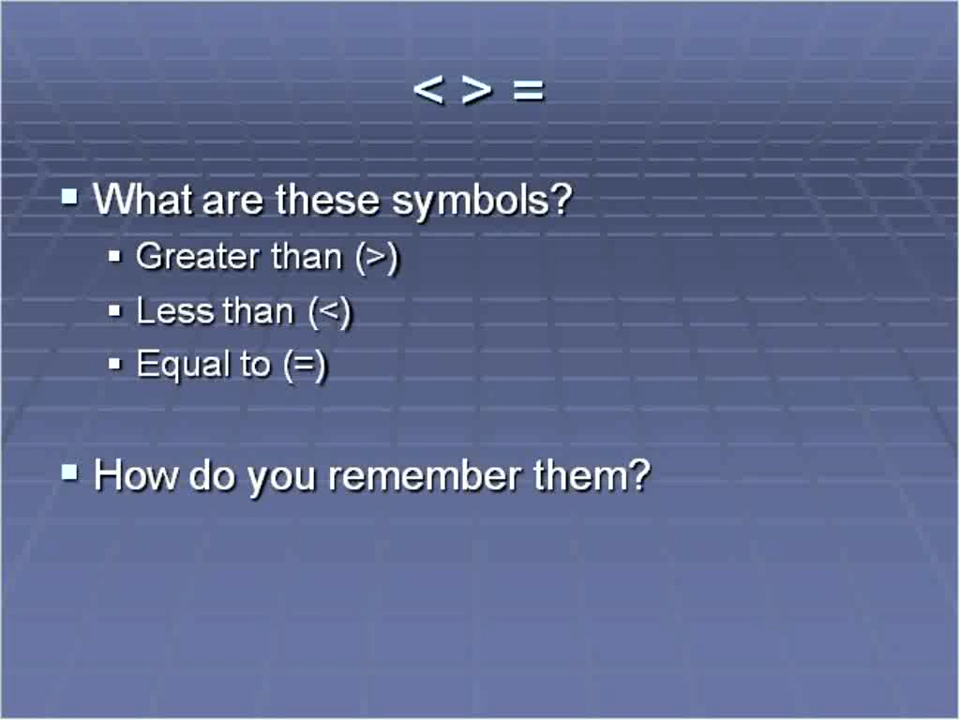 < > =
▪ What are these symbols?
▪ Greater than (>)
▪ Less than (<)
▪ Equal to (=)
▪ How do you remember them?